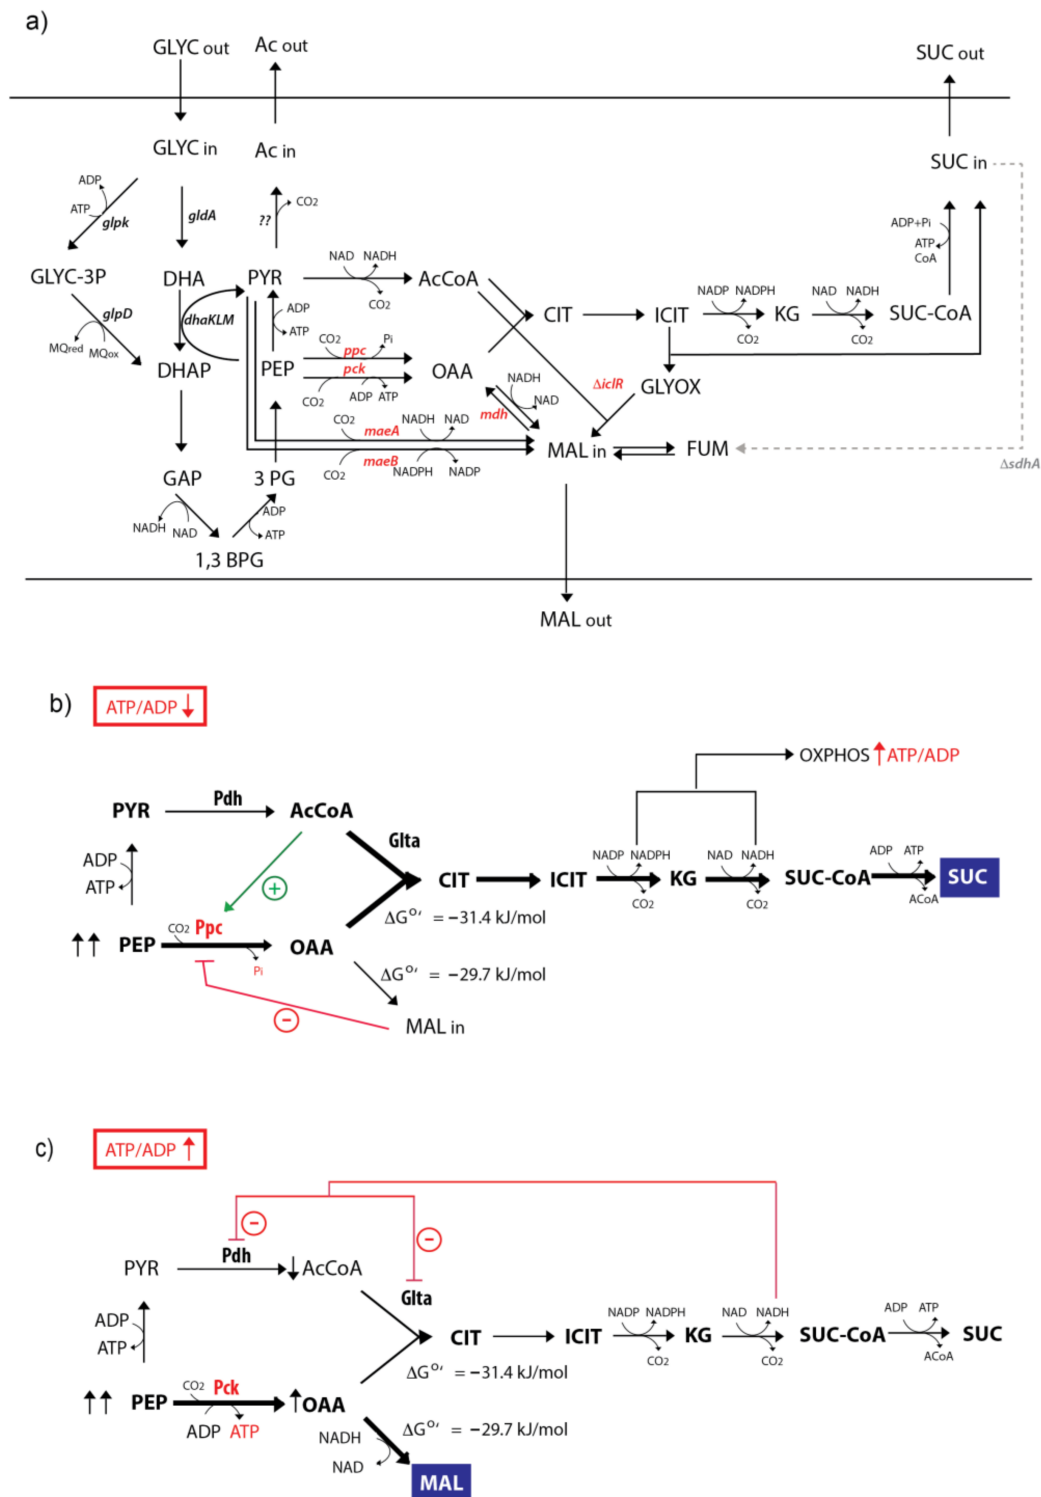 a)
GLYC out
Ac out
SUC out
GLYC in
Ac in
SUC in
ADP
ATP
glpk
gldA
??
CO2
ADP+Pi
ATP
CoA
GLYC-3P
DHA
PYR
NAD NADH
CO2
AcCoA
CIT
ICIT
NADP NADPH
CO2
KG
NAD NADH
CO2
SUC-CoA
glpD
MQred
MQox
dhaKLM
ADP
ATP
DHAP
PEP
CO2
ppc
Pi
pck
CO2
ADP ATP
OAA
NADH
NAD
mdh
ΔiclR
GLYOX
CO2
maeA
NADH NAD
maeB
CO2
NADPH NADP
MAL in
FUM
ΔsdhA
GAP
3 PG
NADH
NAD
ADP
ATP
1,3 BPG
MAL out
b)
ATP/ADP ↓
OXPHOS ↑ATP/ADP
PYR
Pdh
AcCoA
Glta
ADP
ATP
+
CIT
ICIT
NADP NADPH
CO2
KG
NAD NADH
CO2
SUC-CoA
ADP ATP
ACoA
SUC
ΔG°' = −31.4 kJ/mol
↑↑ PEP
CO2
Ppc
Pi
OAA
ΔG°' = −29.7 kJ/mol
−
MAL in
c)
ATP/ADP ↑
−
−
PYR
Pdh
↓AcCoA
Glta
ADP
ATP
CIT
ICIT
NADP NADPH
CO2
KG
NAD NADH
CO2
SUC-CoA
ADP ATP
ACoA
SUC
ΔG°' = −31.4 kJ/mol
↑↑ PEP
CO2
Pck
ADP ATP
↑OAA
NADH
NAD
ΔG°' = −29.7 kJ/mol
MAL